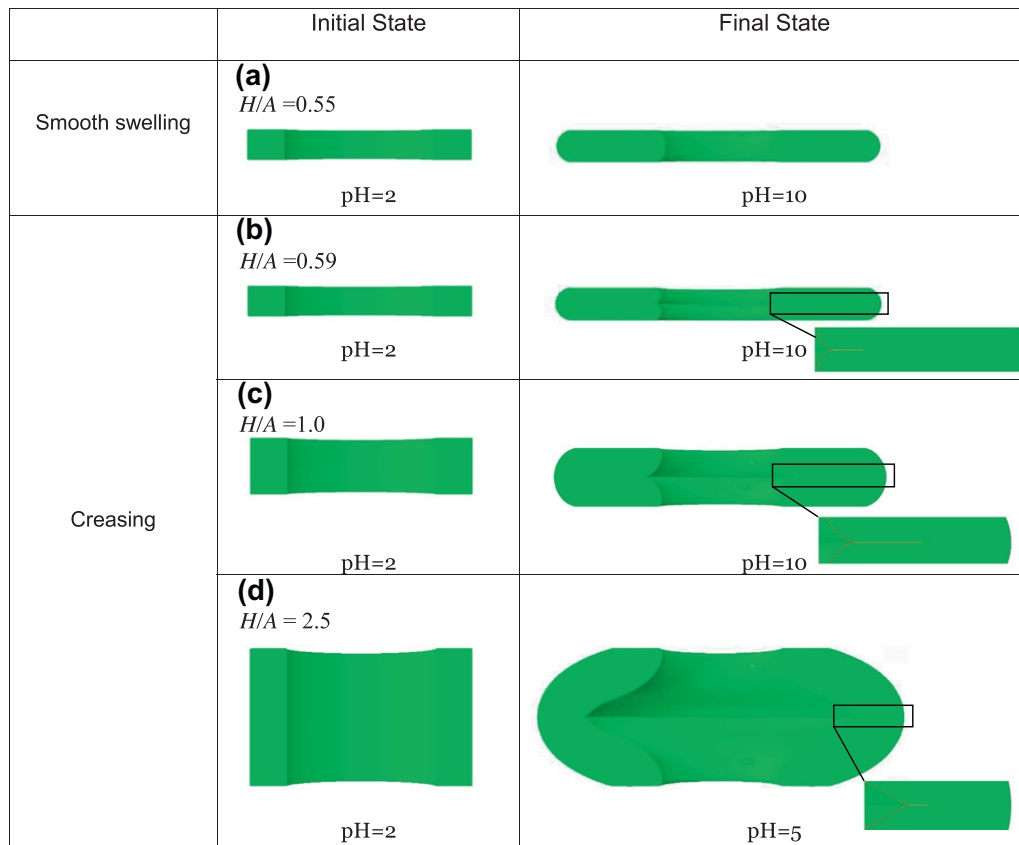 Initial State
Final State
Smooth swelling
(a)
H/A =0.55
pH=2
pH=10
Creasing
(b)
H/A =0.59
pH=2
pH=10
(c)
H/A =1.0
pH=2
pH=10
(d)
H/A = 2.5
pH=2
pH=5